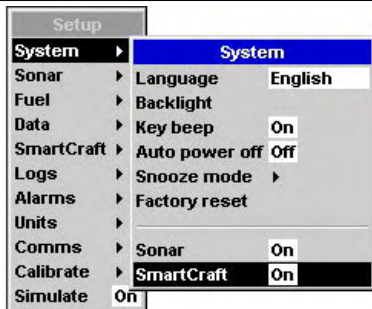 Setup
System
Sonar
Fuel
Data
SmartCraft
Logs
Alarms
Units
Comms
Calibrate
Simulate On
System
Language English
Backlight
Key beep On
Auto power off Off
Snooze mode
Factory reset
Sonar On
SmartCraft On